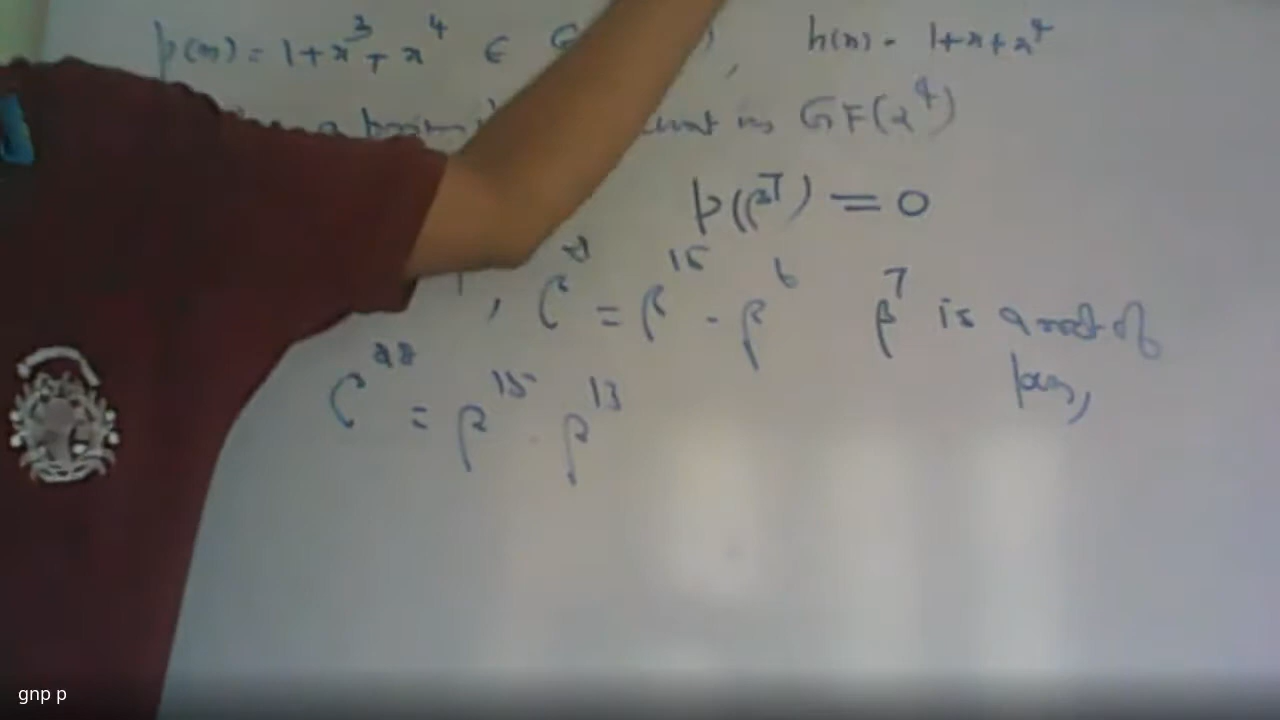 p(x) = 1+x^3+x^4 ∈ G ) , h(x) = 1+x+x^4
a in GF(2^4)
p(β^7) = 0
, β = β^15 · β^6 β^7 is a root of
β^28 = β^15 · β^13 p(x),
gnp p